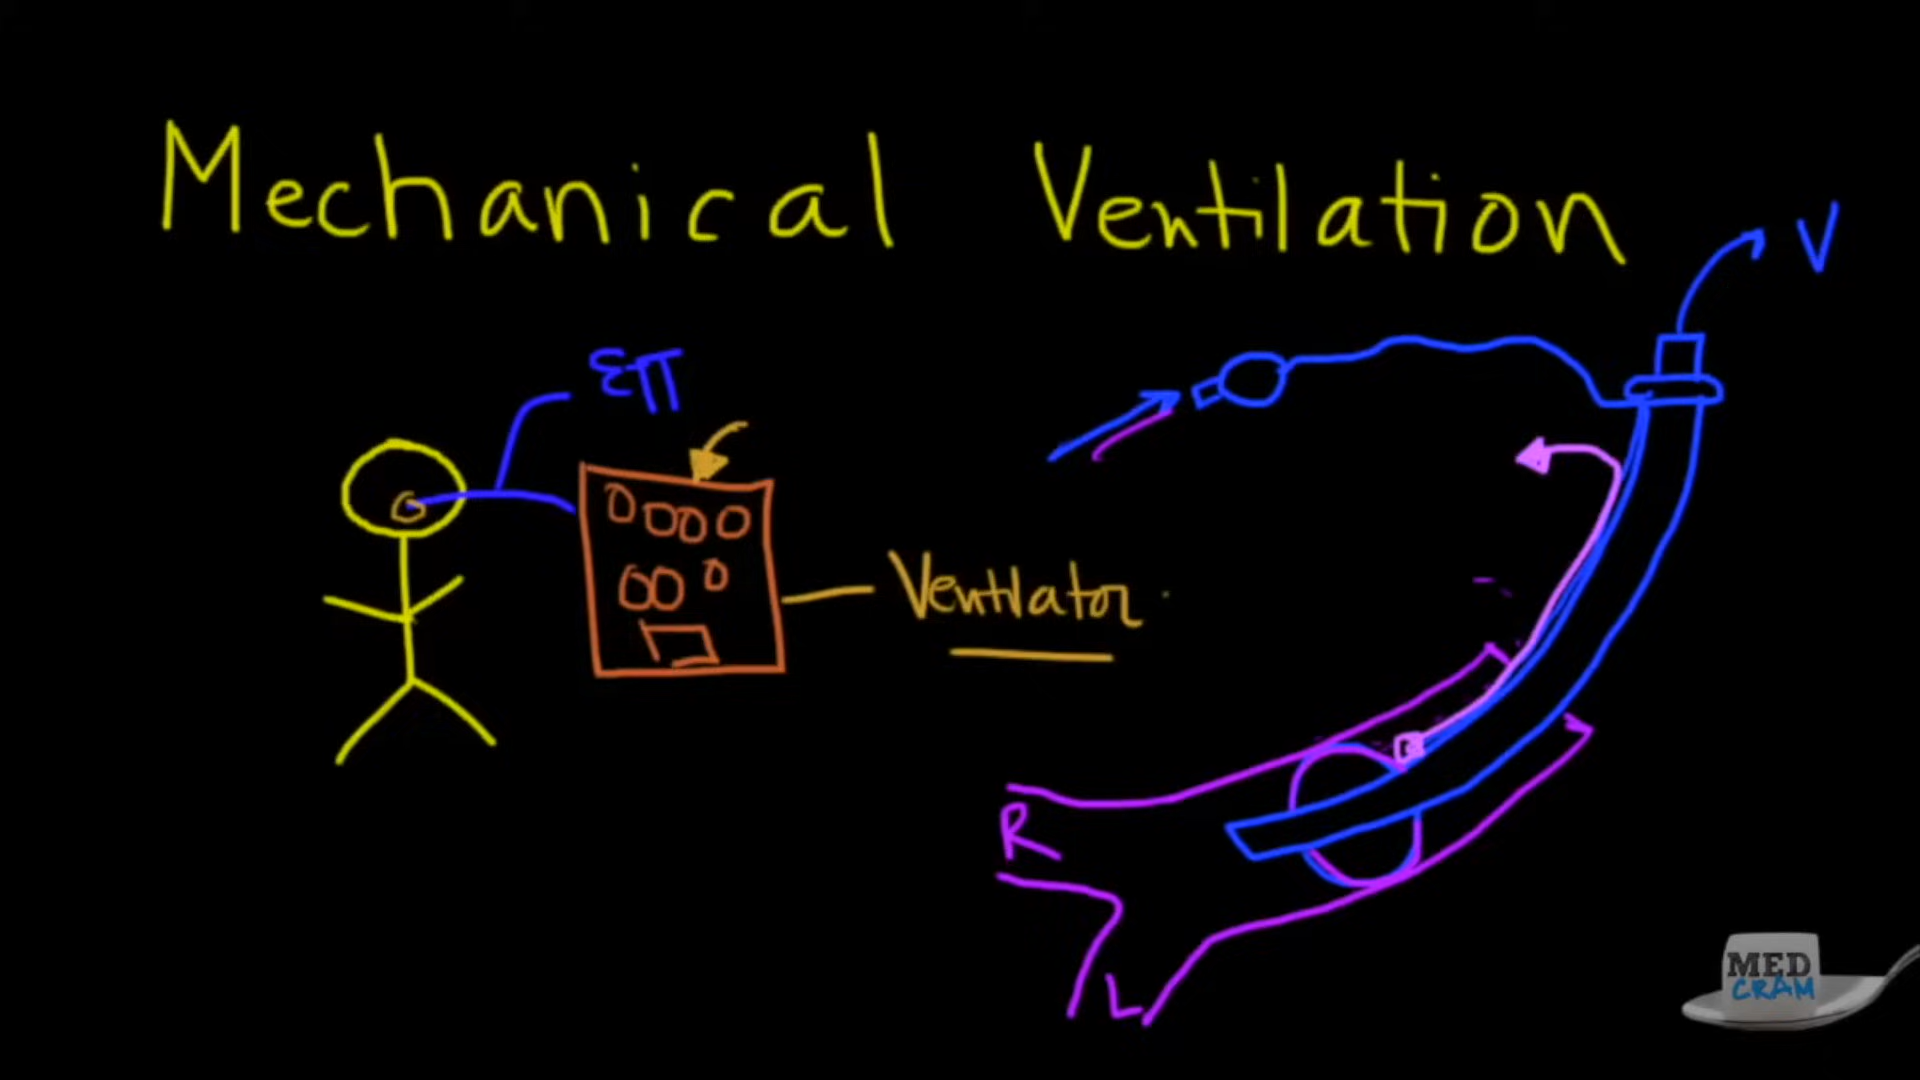 Mechanical Ventilation
V
ETT
Ventilator
R
L
MED
CRAM